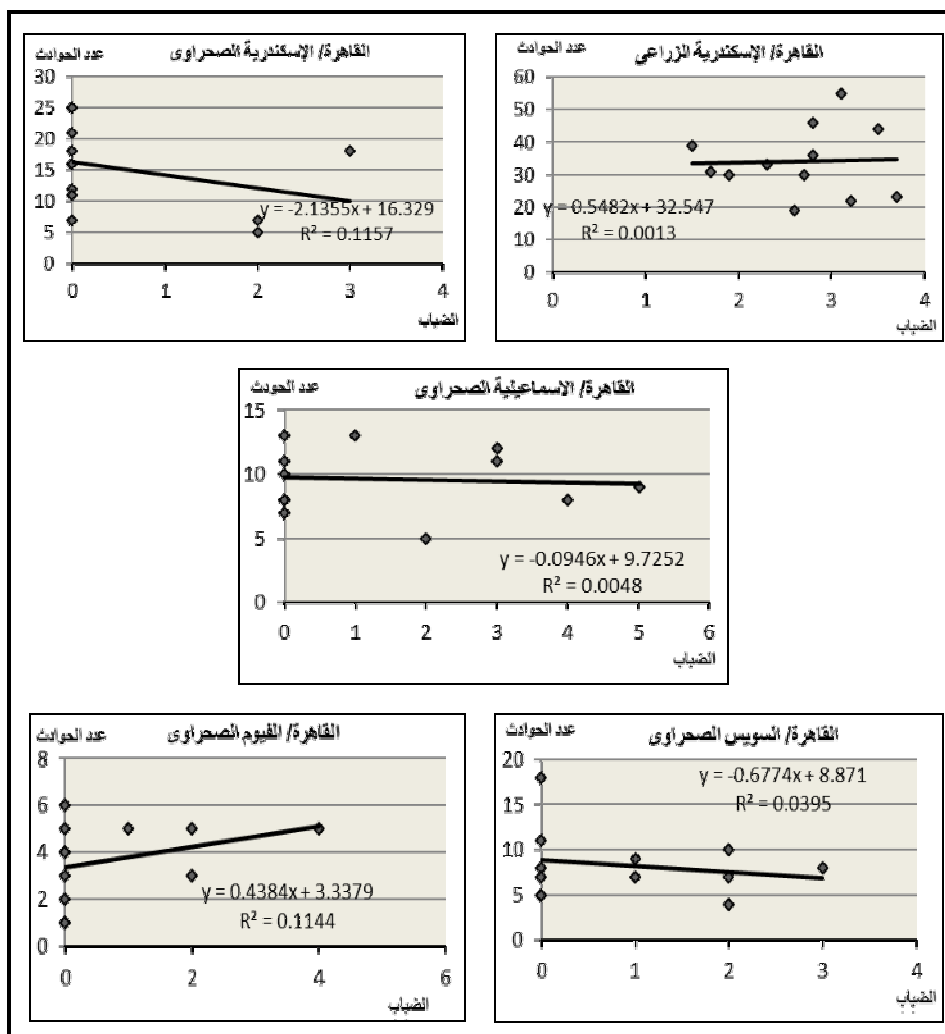 القاهرة/ الإسكندرية الزراعى
عدد الحوادث
60
50
40
30
20
10
0
y = 0.5482x + 32.547
R² = 0.0013
0 1 2 3 4
الضباب
القاهرة/ الإسكندرية الصحراوى
عدد الحوادث
30
25
20
15
10
5
0
y = -2.1355x + 16.329
R² = 0.1157
0 1 2 3 4
الضباب
القاهرة/ الاسماعيلية الصحراوى
عدد الحودث
15
10
5
0
y = -0.0946x + 9.7252
R² = 0.0048
0 1 2 3 4 5 6
الضباب
القاهرة/ السويس الصحراوى
عدد الحوادث
20
15
10
5
0
y = -0.6774x + 8.871
R² = 0.0395
0 1 2 3 4
الضباب
القاهرة/ الفيوم الصحراوى
عدد الحوادث
8
6
4
2
0
y = 0.4384x + 3.3379
R² = 0.1144
0 2 4 6
الضباب